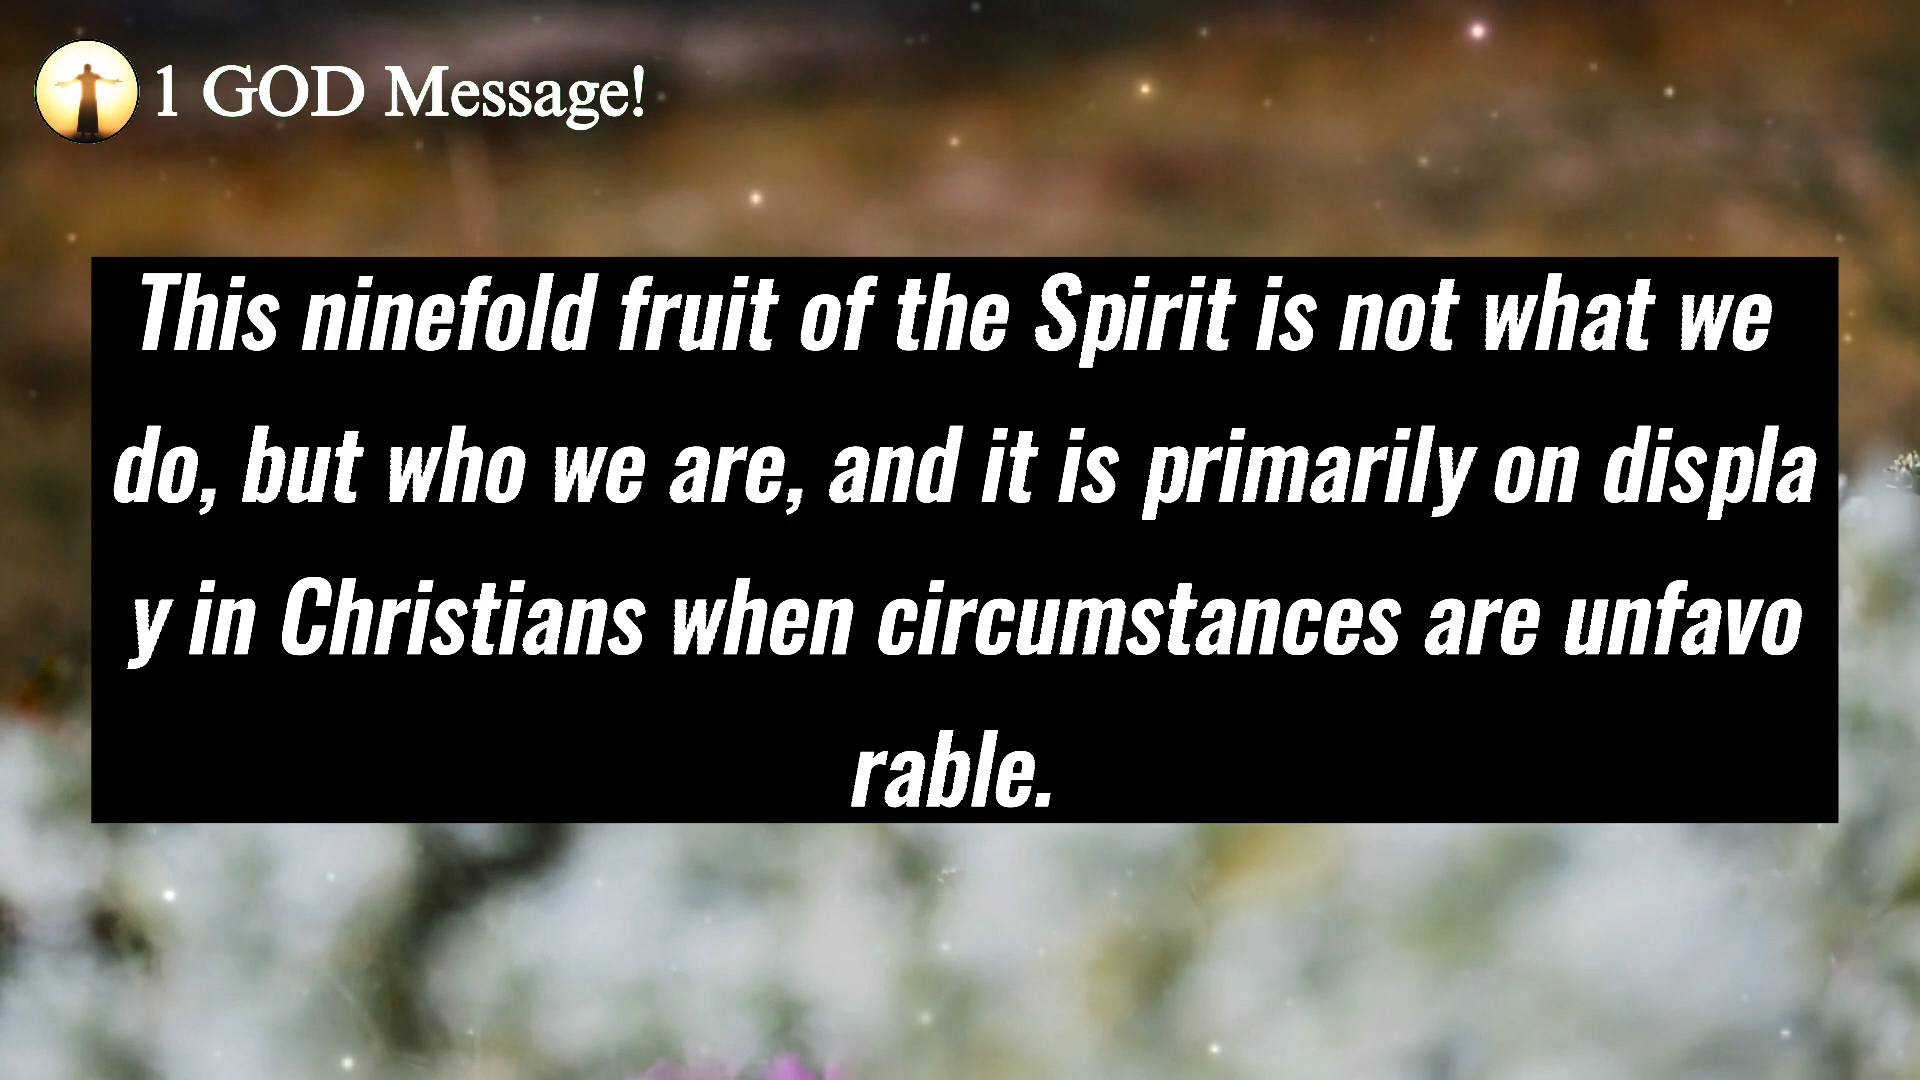 1 GOD Message!
This ninefold fruit of the Spirit is not what we
do, but who we are, and it is primarily on displa
y in Christians when circumstances are unfavo
rable.